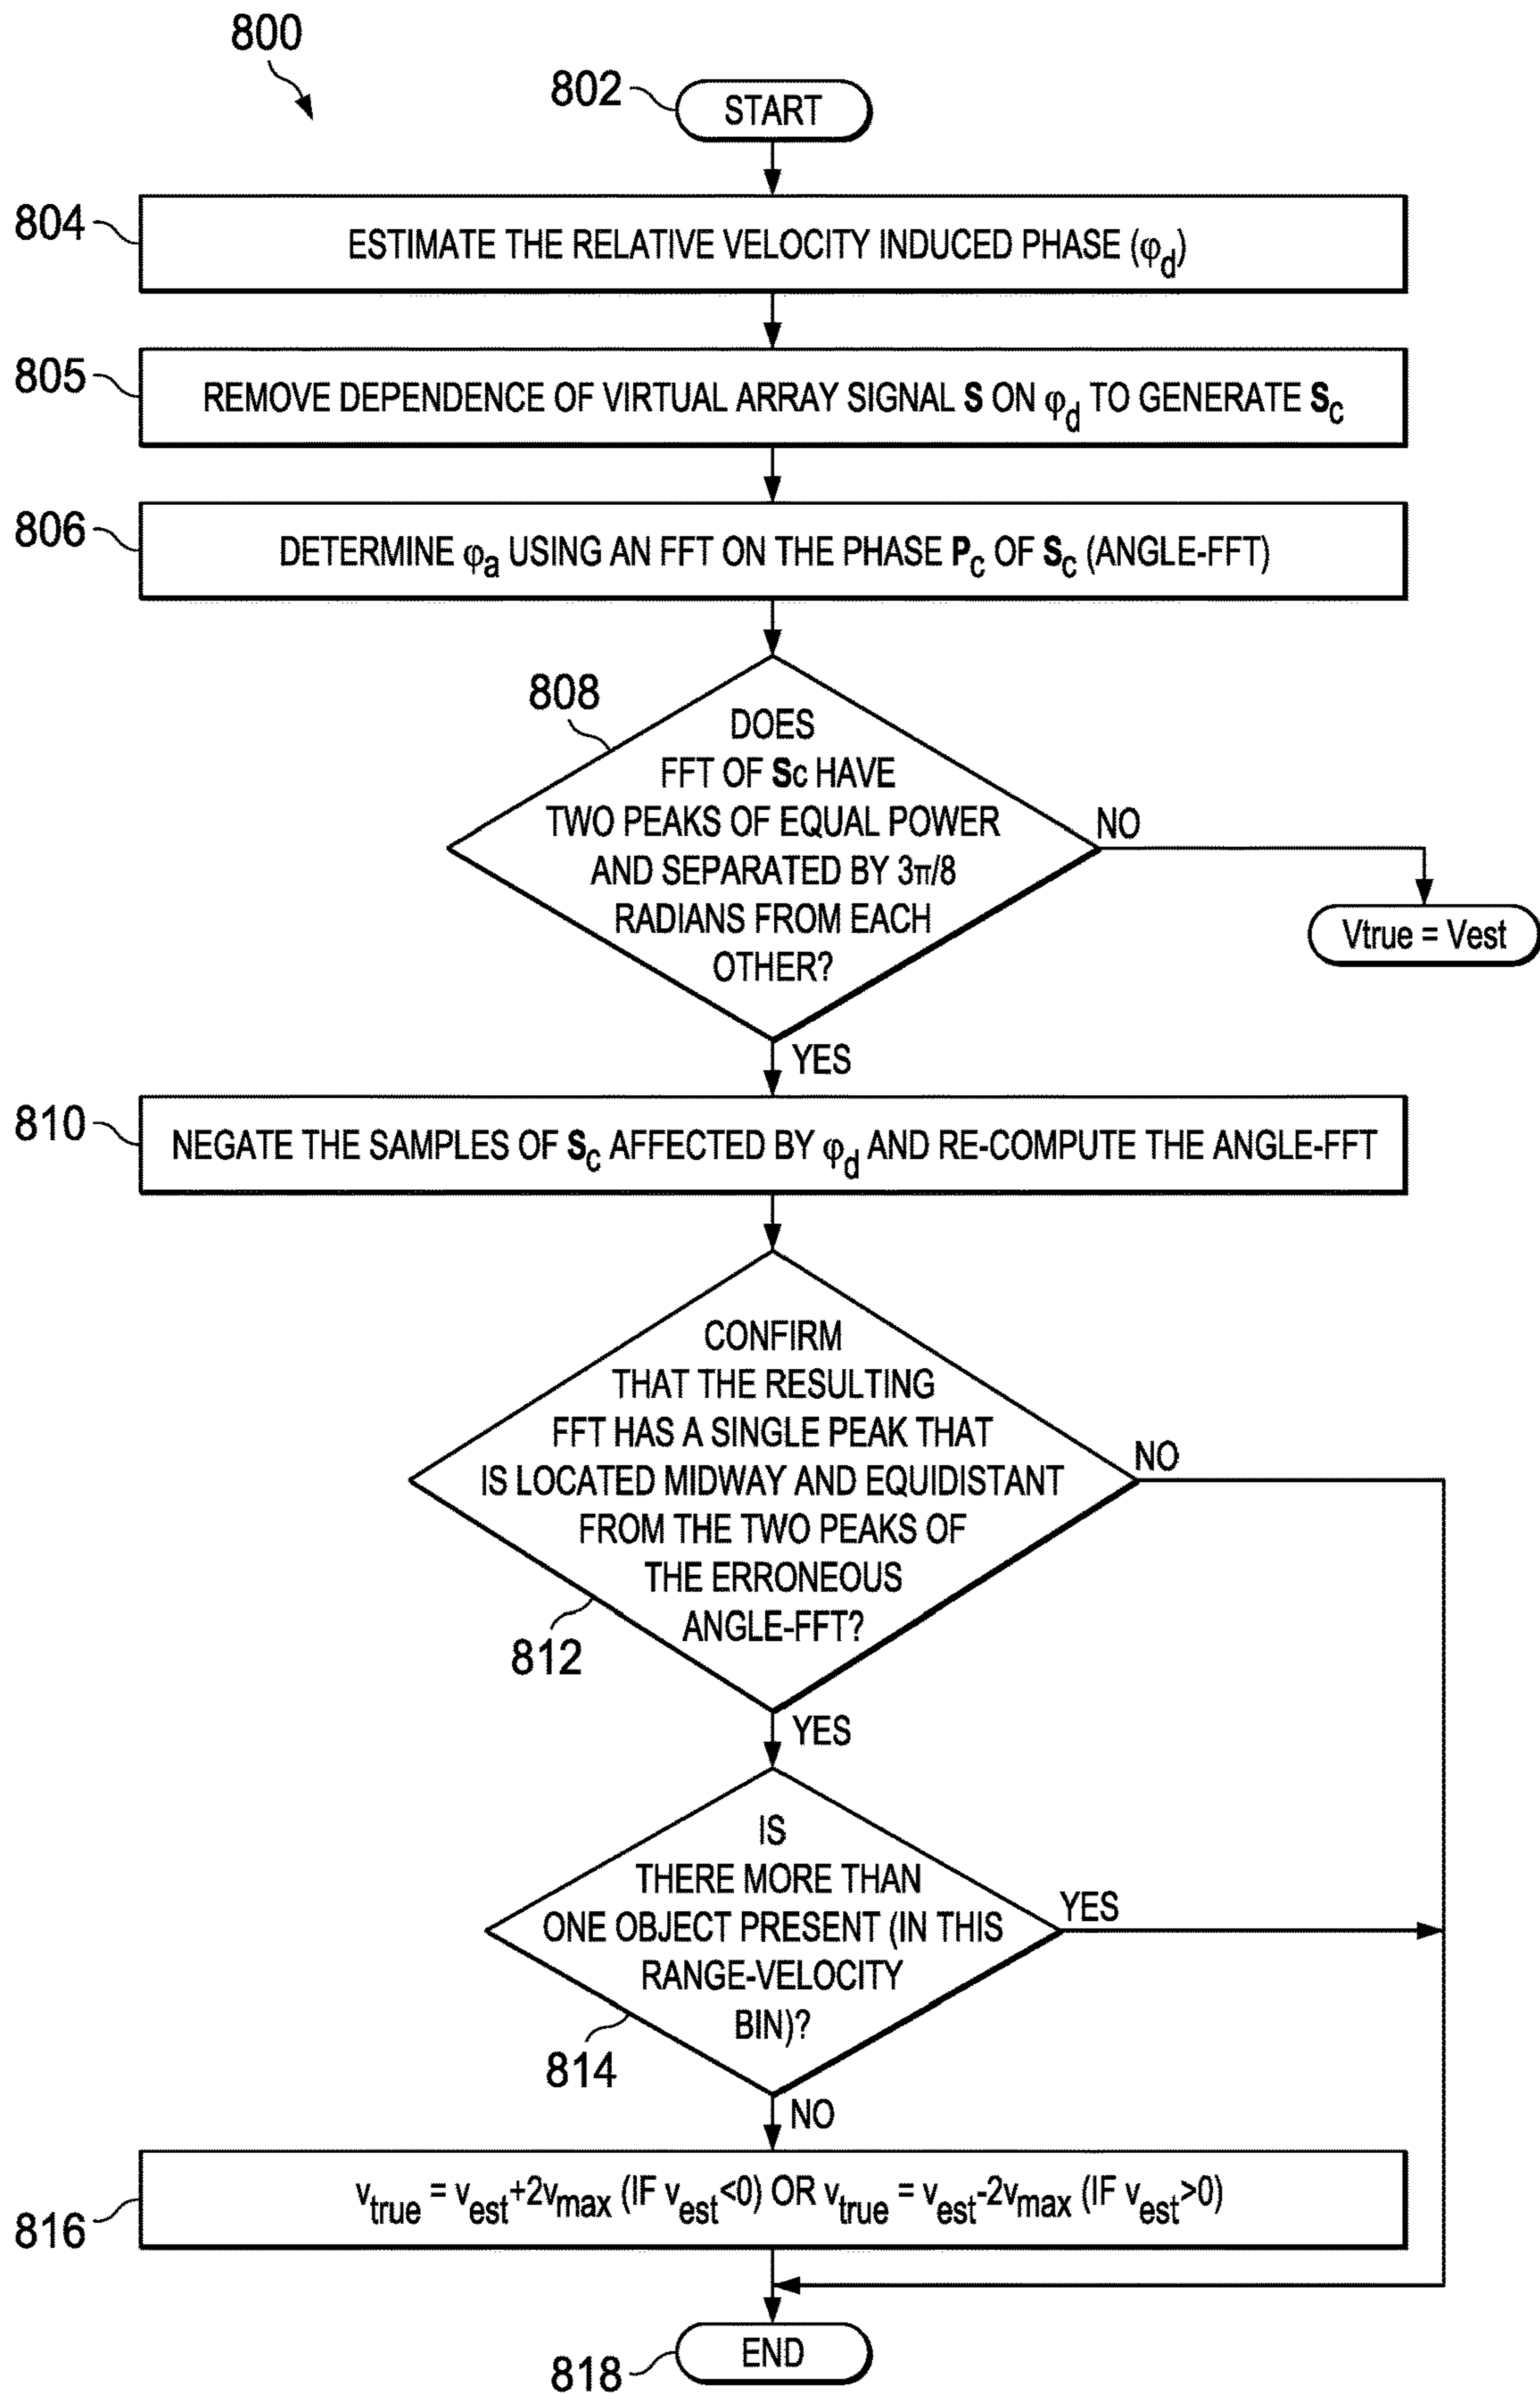 800
802
START
804
ESTIMATE THE RELATIVE VELOCITY INDUCED PHASE (φd)
805
REMOVE DEPENDENCE OF VIRTUAL ARRAY SIGNAL S ON φd TO GENERATE Sc
806
DETERMINE φa USING AN FFT ON THE PHASE Pc OF Sc (ANGLE-FFT)
808
DOES
FFT OF Sc HAVE
TWO PEAKS OF EQUAL POWER
AND SEPARATED BY 3π/8
RADIANS FROM EACH
OTHER?
NO
Vtrue = Vest
YES
810
NEGATE THE SAMPLES OF Sc AFFECTED BY φd AND RE-COMPUTE THE ANGLE-FFT
CONFIRM
THAT THE RESULTING
FFT HAS A SINGLE PEAK THAT
IS LOCATED MIDWAY AND EQUIDISTANT
FROM THE TWO PEAKS OF
THE ERRONEOUS
ANGLE-FFT?
NO
812
YES
IS
THERE MORE THAN
ONE OBJECT PRESENT (IN THIS
RANGE-VELOCITY
BIN)?
YES
814
NO
816
vtrue = vest+2vmax (IF vest<0) OR vtrue = vest-2vmax (IF vest>0)
818
END